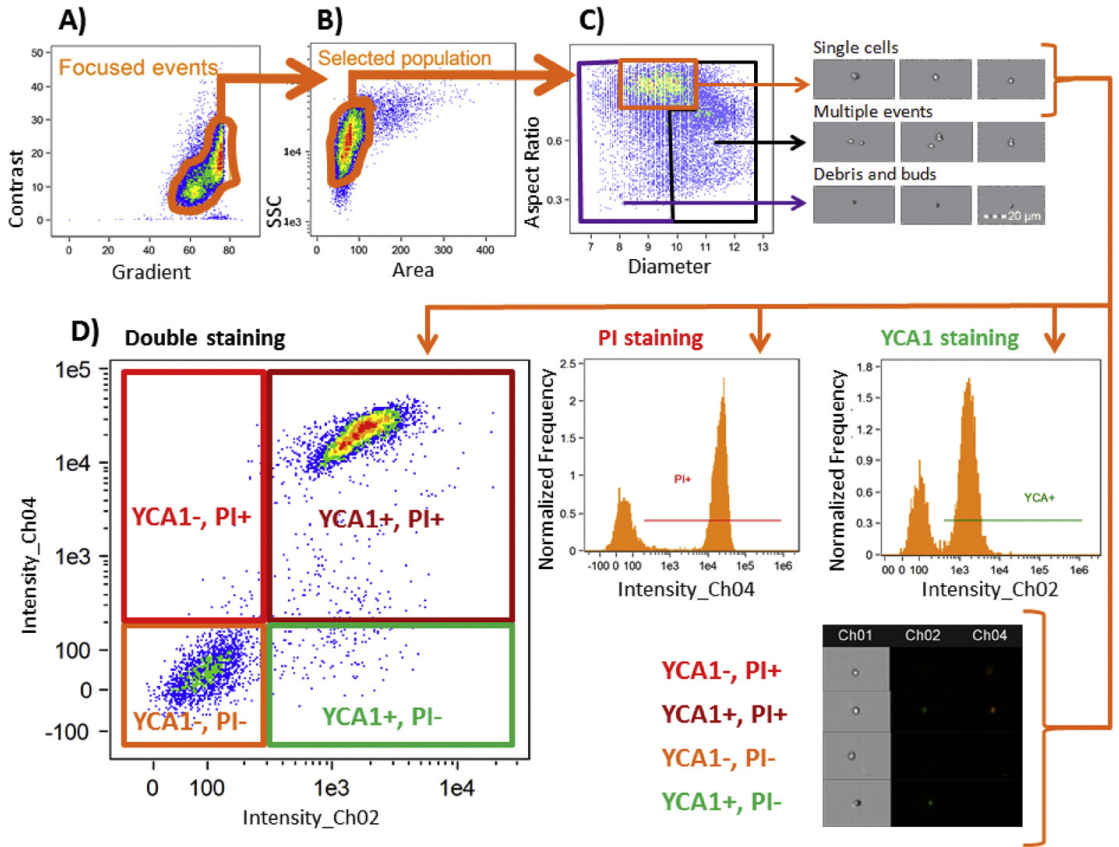 A)
B)
C)
Focused events
Selected population
Contrast
50
40
30
20
10
0
0
20
40
60
80
Gradient
SSC
1e4
1e3
0
100
200
300
400
Area
Aspect Ratio
0.6
0.3
7
8
9
10
11
12
13
Diameter
Single cells
Multiple events
Debris and buds
20 µm
D)
Double staining
1e5
1e4
1e3
100
0
-100
Intensity_Ch04
YCA1-, PI+
YCA1+, PI+
YCA1-, PI-
YCA1+, PI-
0
100
1e3
1e4
Intensity_Ch02
PI staining
Normalized Frequency
2.5
2
1.5
1
0.5
0
PI+
-100 0 100 1e3 1e4 1e5 1e6
Intensity_Ch04
YCA1 staining
Normalized Frequency
1.8
1.5
1.2
0.9
0.6
0.3
0
YCA+
00 0 100 1e3 1e4 1e5 1e6
Intensity_Ch02
Ch01 Ch02 Ch04
YCA1-, PI+
YCA1+, PI+
YCA1-, PI-
YCA1+, PI-